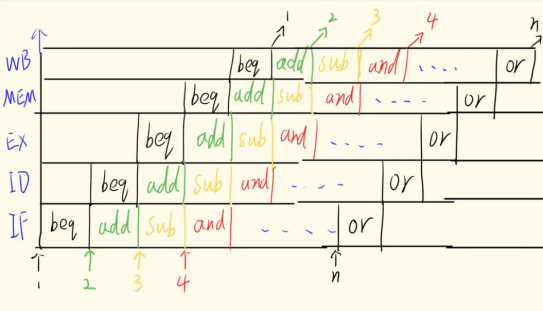 1 2 3 4 n
WB beq add sub and .... or
MEM beq add sub and .... or
EX beq add sub and ..... or
ID beq add sub and ..... or
IF beq add sub and ..... or
1 2 3 4 n